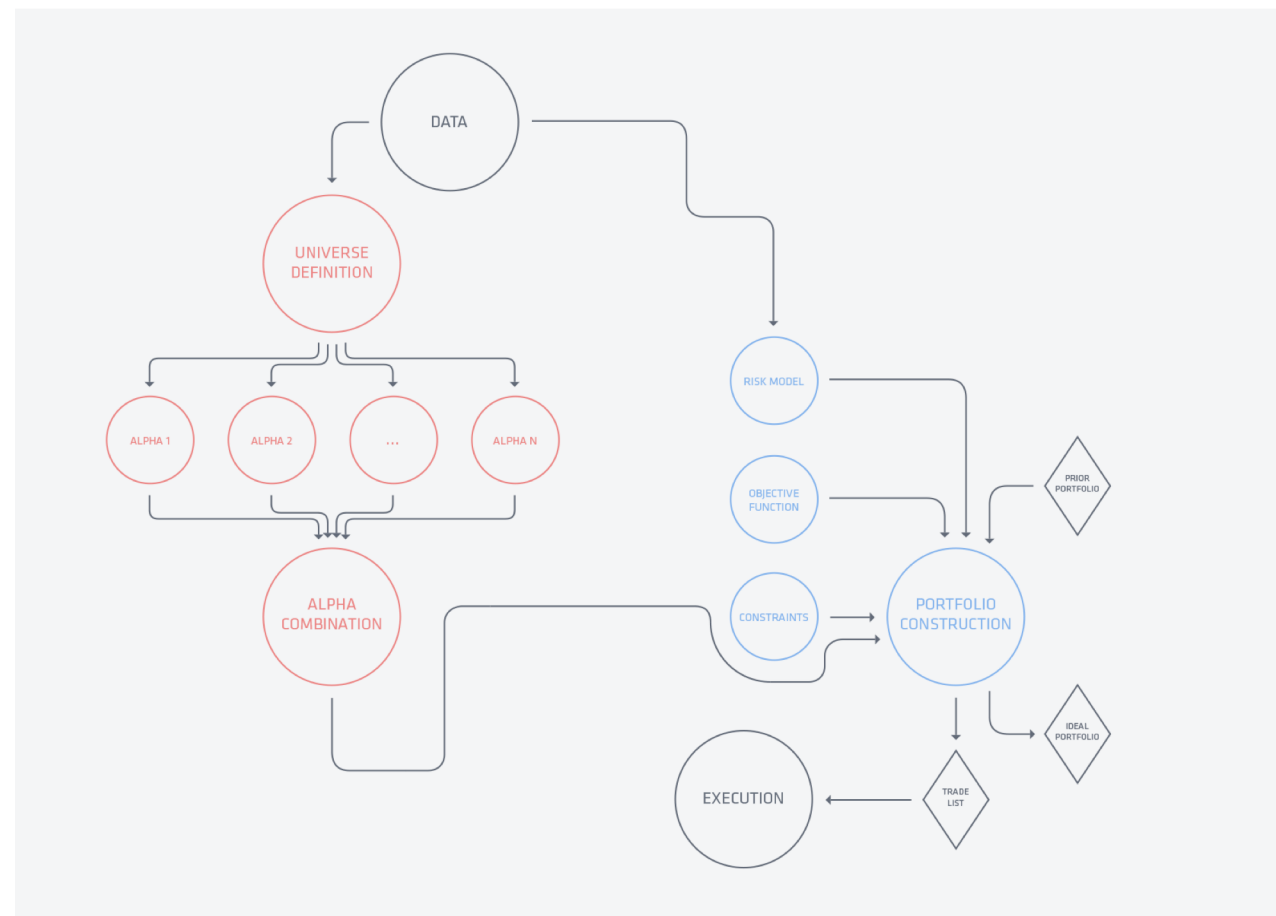 DATA
UNIVERSE
DEFINITION
ALPHA 1
ALPHA 2
...
ALPHA N
ALPHA
COMBINATION
RISK MODEL
OBJECTIVE
FUNCTION
CONSTRAINTS
PRIOR
PORTFOLIO
PORTFOLIO
CONSTRUCTION
IDEAL
PORTFOLIO
TRADE
LIST
EXECUTION